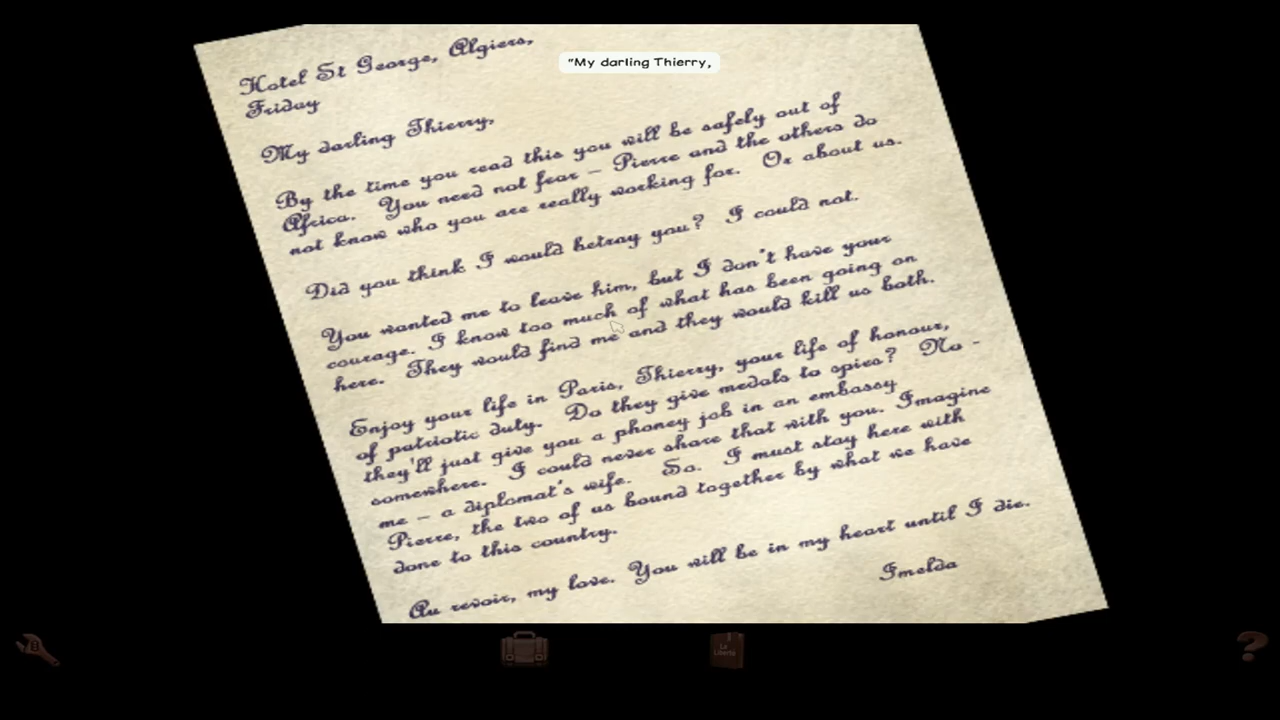 Hotel St George, Algiers,
Friday
"My darling Thierry,
My darling Thierry,
By the time you read this you will be safely out of
Africa. You need not fear – Pierre and the others do
not know who you are really working for. Or about us.
Did you think I would betray you? I could not.
You wanted me to leave him, but I don't have your
courage. I know too much of what has been going on
here. They would find me and they would kill us both.
Enjoy your life in Paris, Thierry, your life of honour,
of patriotic duty. Do they give medals to spies? No -
they'll just give you a phoney job in an embassy
somewhere. I could never share that with you. Imagine
me – a diplomat's wife. So. I must stay here with
Pierre, the two of us bound together by what we have
done to this country.
Au revoir, my love. You will be in my heart until I die.
Imelda
La
Liberté
?